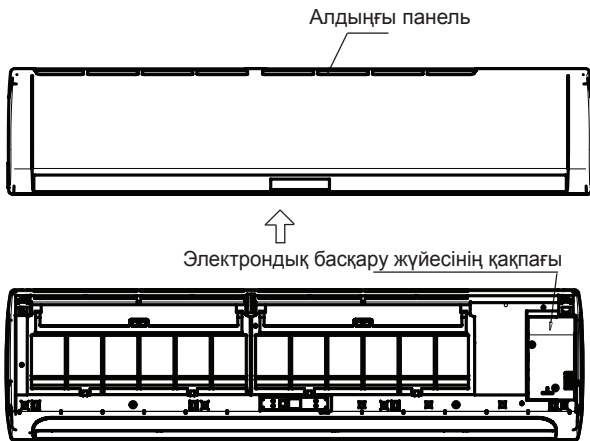 Алдыңғы панель
Электрондық басқару жүйесінің қақпағы